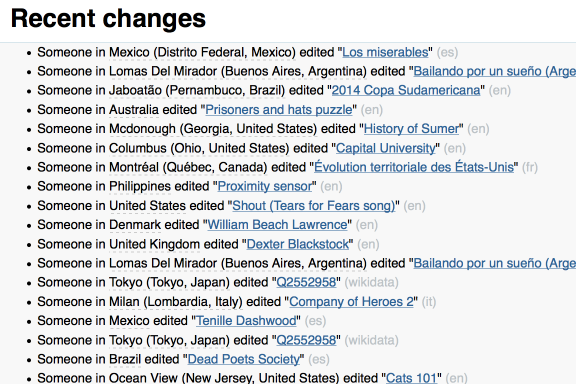 Recent changes
Someone in Mexico (Distrito Federal, Mexico) edited "Los miserables" (es)
Someone in Lomas Del Mirador (Buenos Aires, Argentina) edited "Bailando por un sueño (Arge
Someone in Jaboatão (Pernambuco, Brazil) edited "2014 Copa Sudamericana" (en)
Someone in Australia edited "Prisoners and hats puzzle" (en)
Someone in Mcdonough (Georgia, United States) edited "History of Sumer" (en)
Someone in Columbus (Ohio, United States) edited "Capital University" (en)
Someone in Montréal (Québec, Canada) edited "Évolution territoriale des États-Unis" (fr)
Someone in Philippines edited "Proximity sensor" (en)
Someone in United States edited "Shout (Tears for Fears song)" (en)
Someone in Denmark edited "William Beach Lawrence" (en)
Someone in United Kingdom edited "Dexter Blackstock" (en)
Someone in Lomas Del Mirador (Buenos Aires, Argentina) edited "Bailando por un sueño (Arge
Someone in Tokyo (Tokyo, Japan) edited "Q2552958" (wikidata)
Someone in Milan (Lombardia, Italy) edited "Company of Heroes 2" (it)
Someone in Mexico edited "Tenille Dashwood" (es)
Someone in Tokyo (Tokyo, Japan) edited "Q2552958" (wikidata)
Someone in Brazil edited "Dead Poets Society" (es)
Someone in Ocean View (New Jersey, United States) edited "Cats 101" (en)